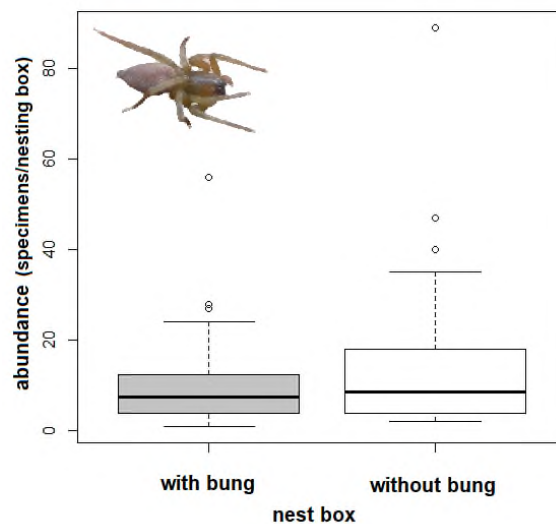 abundance (specimens/nesting box)
80
60
40
20
0
with bung
without bung
nest box